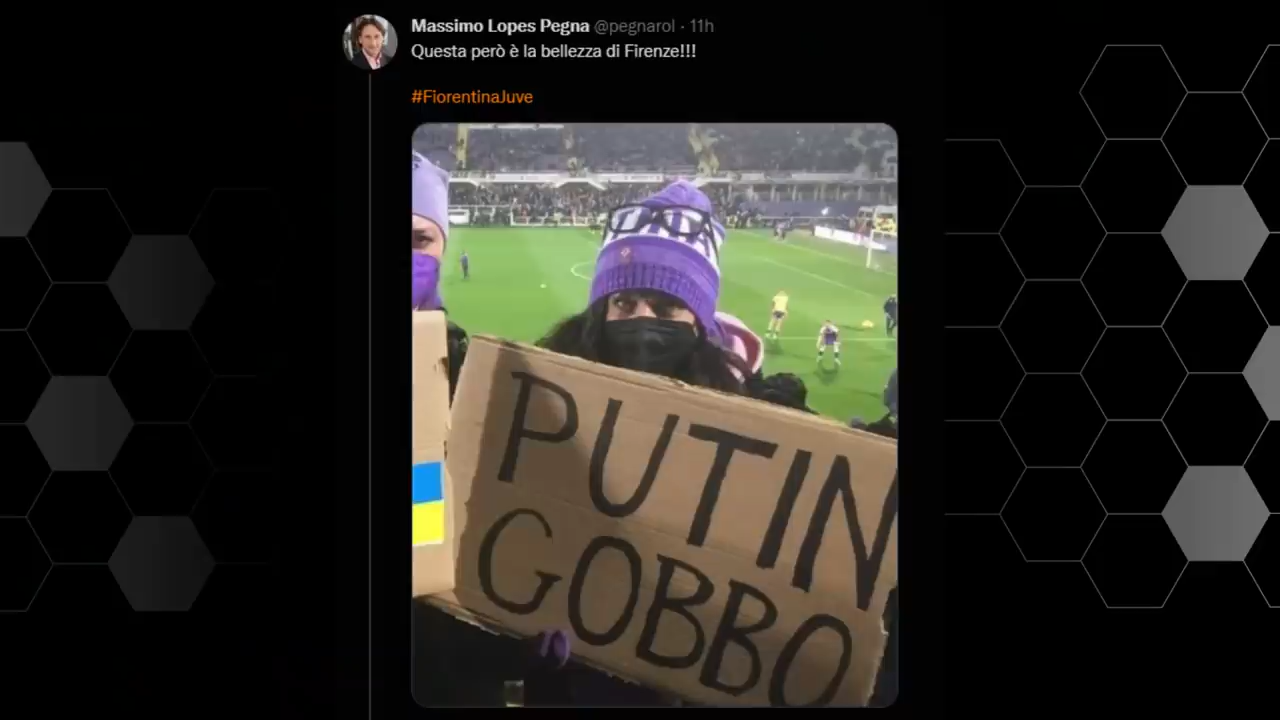 Massimo Lopes Pegna @pegnarol · 11h
Questa però è la bellezza di Firenze!!!
#FiorentinaJuve
PUTIN
GOBBO